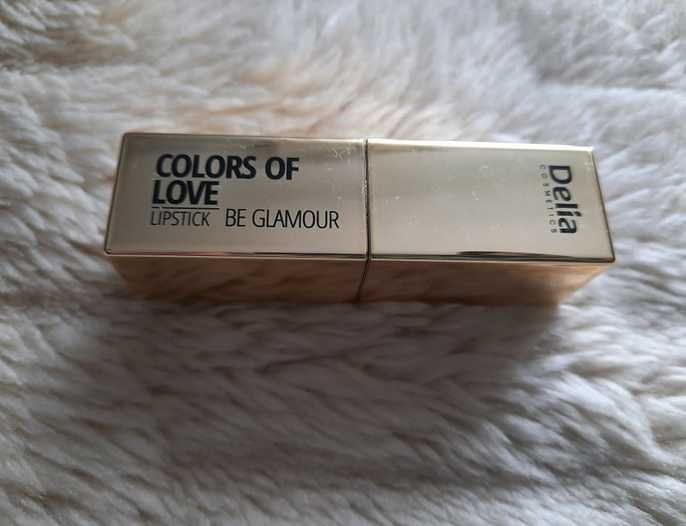 COLORS OF
LOVE
LIPSTICK BE GLAMOUR
Delia
COSMETICS